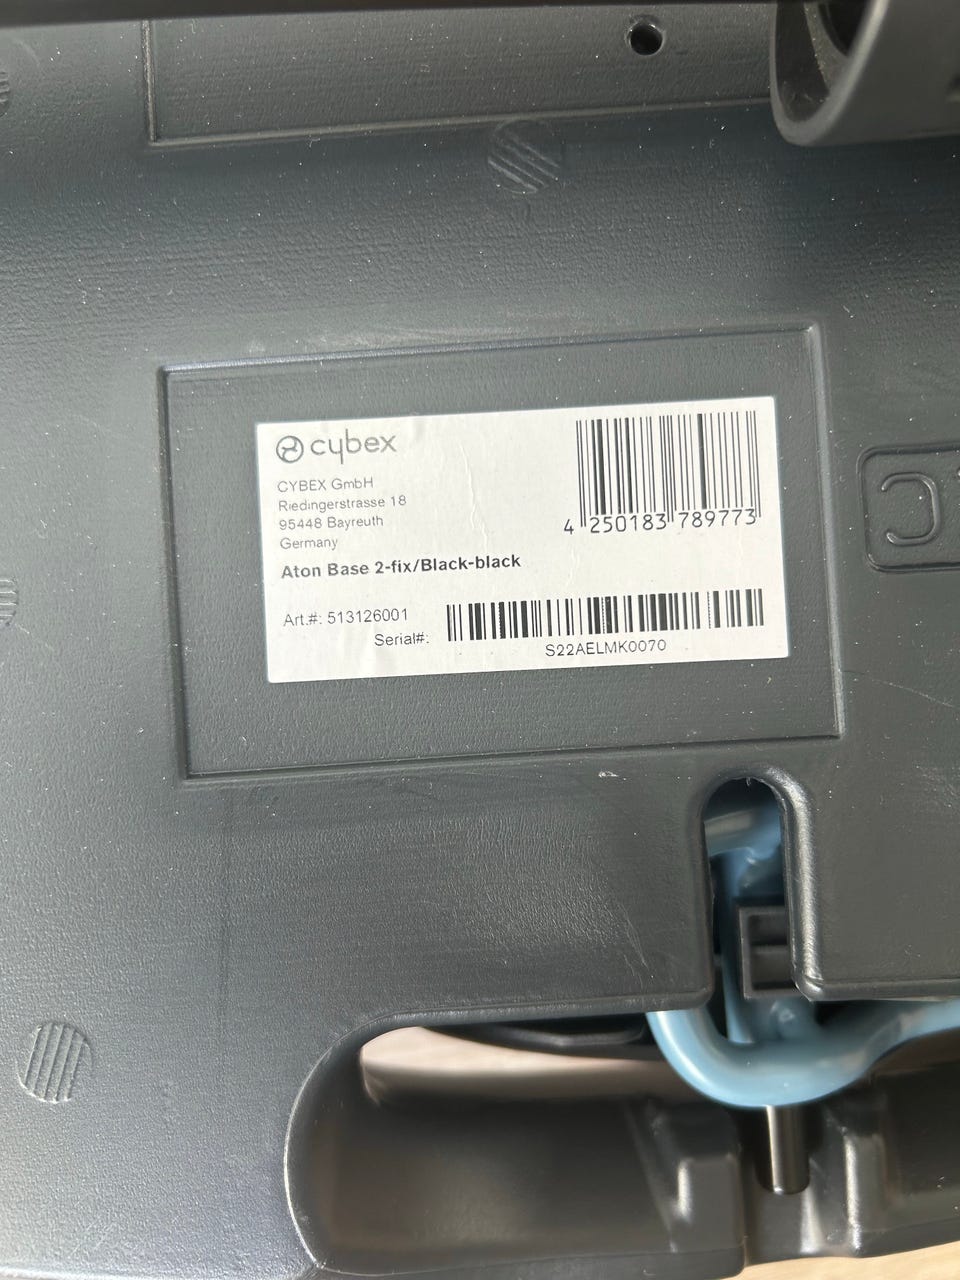 cybex
CYBEX GmbH
Riedingerstrasse 18
95448 Bayreuth
Germany
4 250183 789773
Aton Base 2-fix/Black-black
Art.#: 513126001
Serial#:
S22AELMK0070